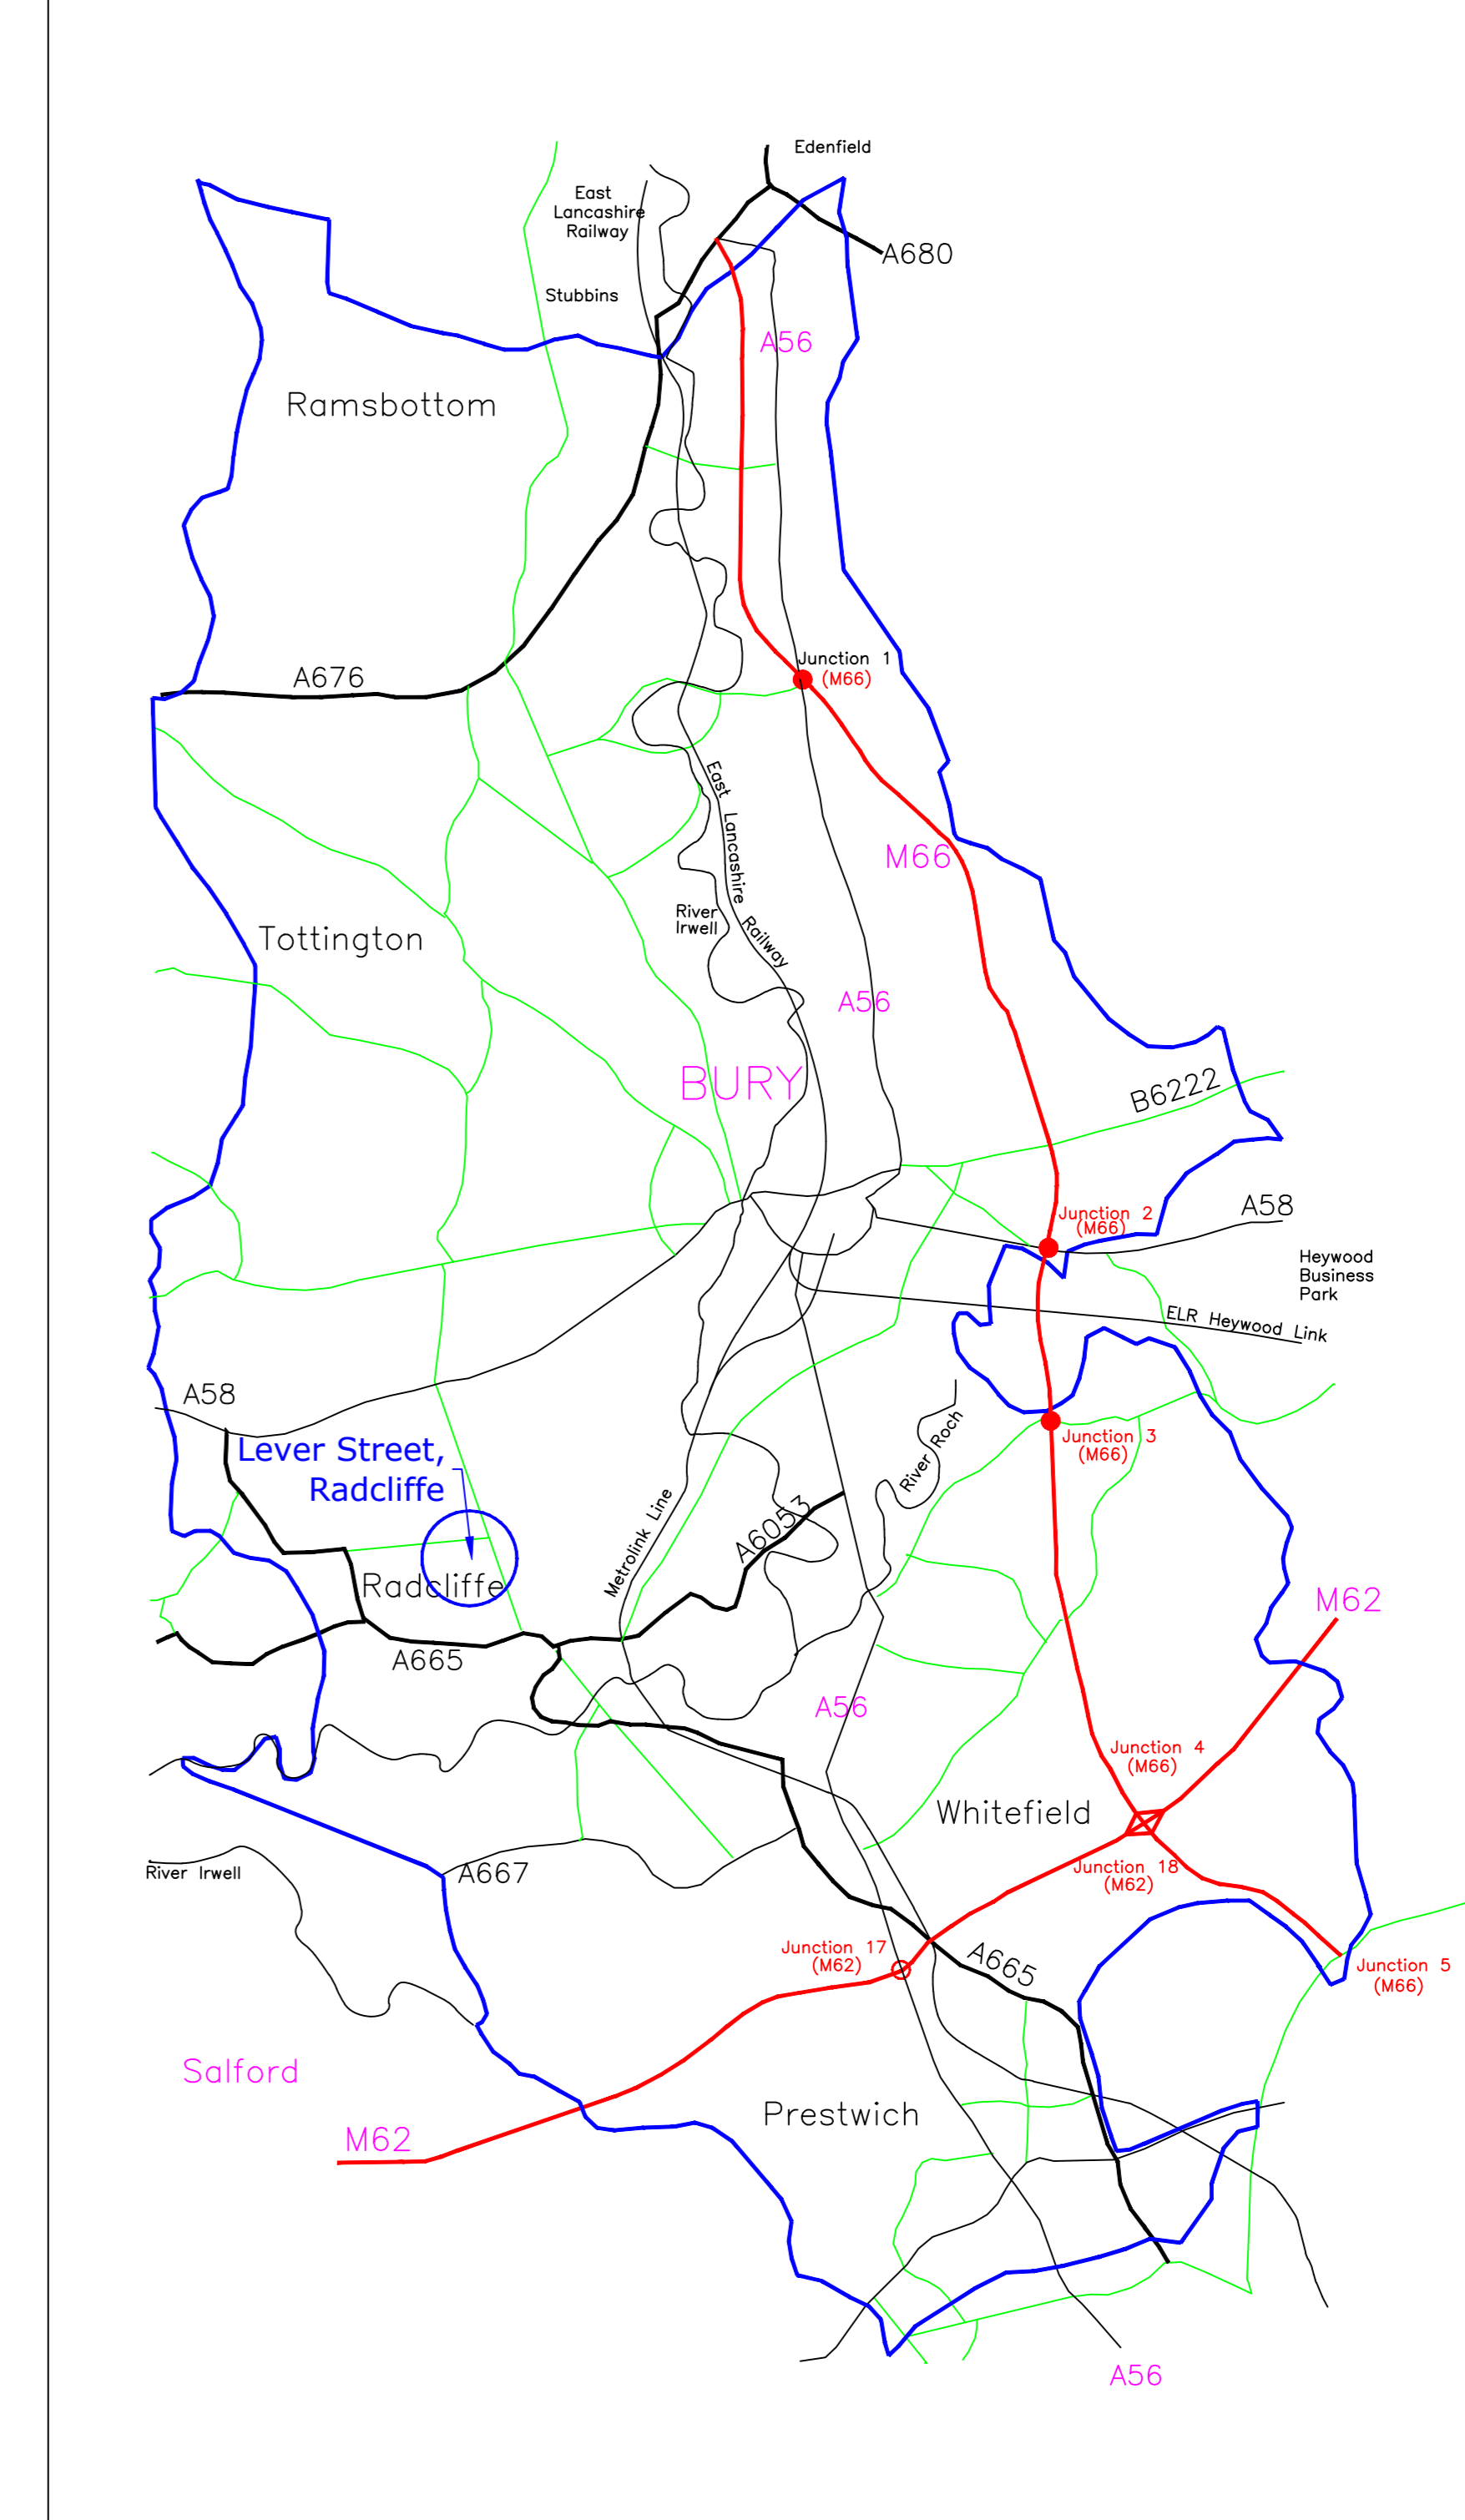 Edenfield
East
Lancashire
Railway
A680
Stubbins
A56
Ramsbottom
Junction 1
(M66)
A676
East Lancashire Railway
M66
River
Irwell
Tottington
A56
BURY
B6222
Junction 2
(M66)
A58
Heywood
Business
Park
ELR Heywood Link
A58
River Roch
Junction 3
(M66)
Lever Street,
Radcliffe
Metrolink Line
A6053
Radcliffe
M62
A665
A56
Junction 4
(M66)
Whitefield
Junction 18
(M62)
River Irwell
A667
Junction 17
(M62)
A665
Junction 5
(M66)
Salford
Prestwich
M62
A56